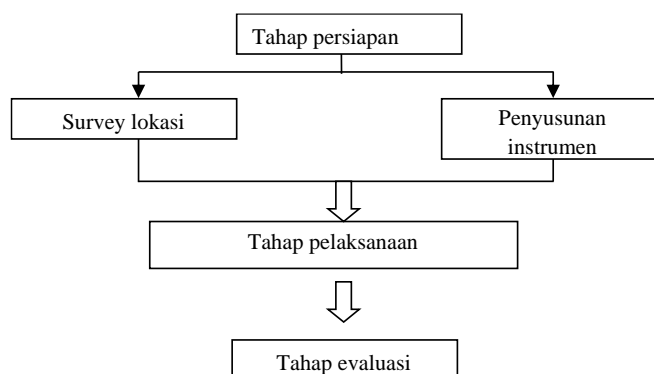 Tahap persiapan
Survey lokasi
Penyusunan
instrumen
Tahap pelaksanaan
Tahap evaluasi